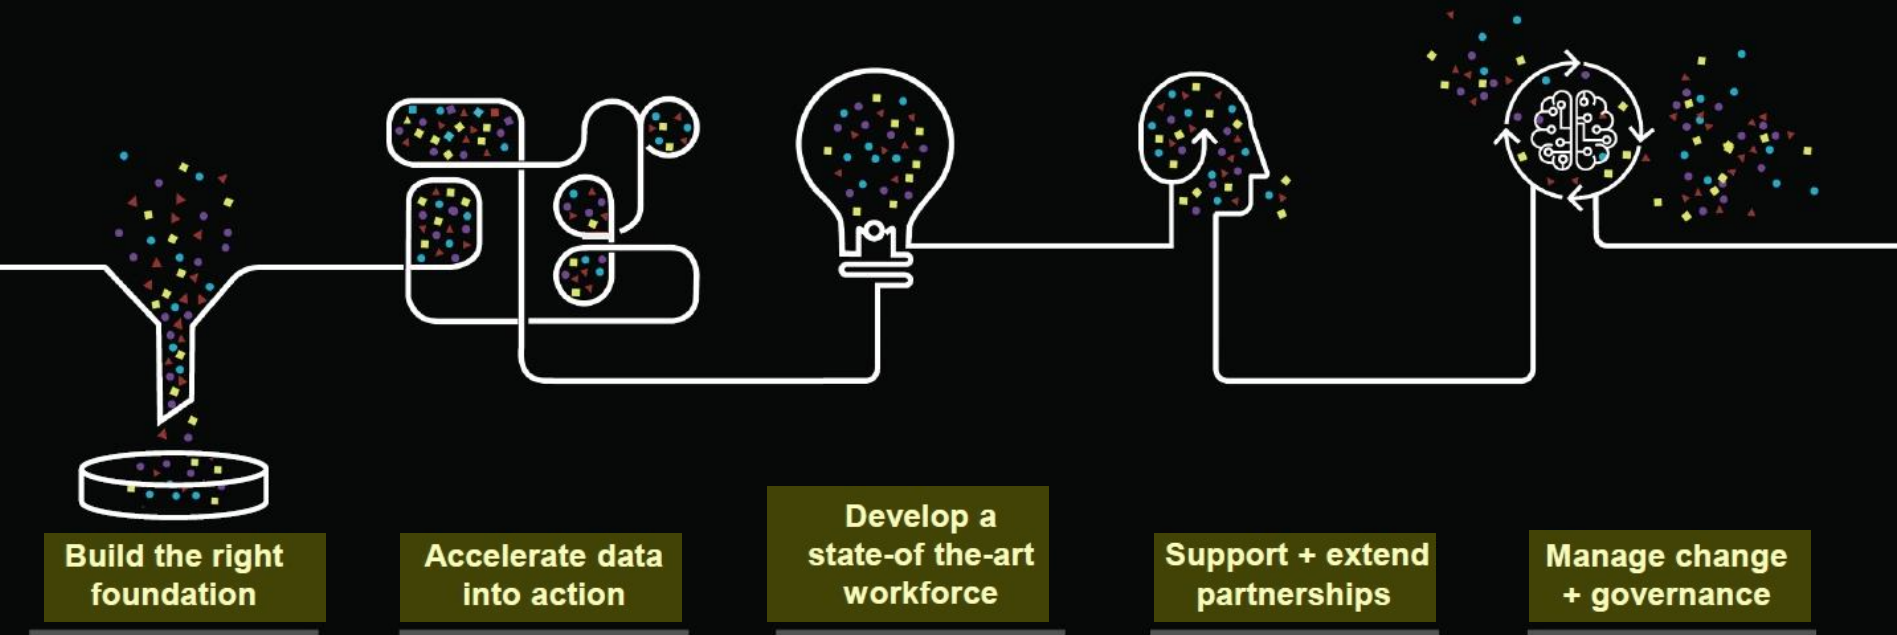 Build the right
foundation
Accelerate data
into action
Develop a
state-of the-art
workforce
Support + extend
partnerships
Manage change
+ governance